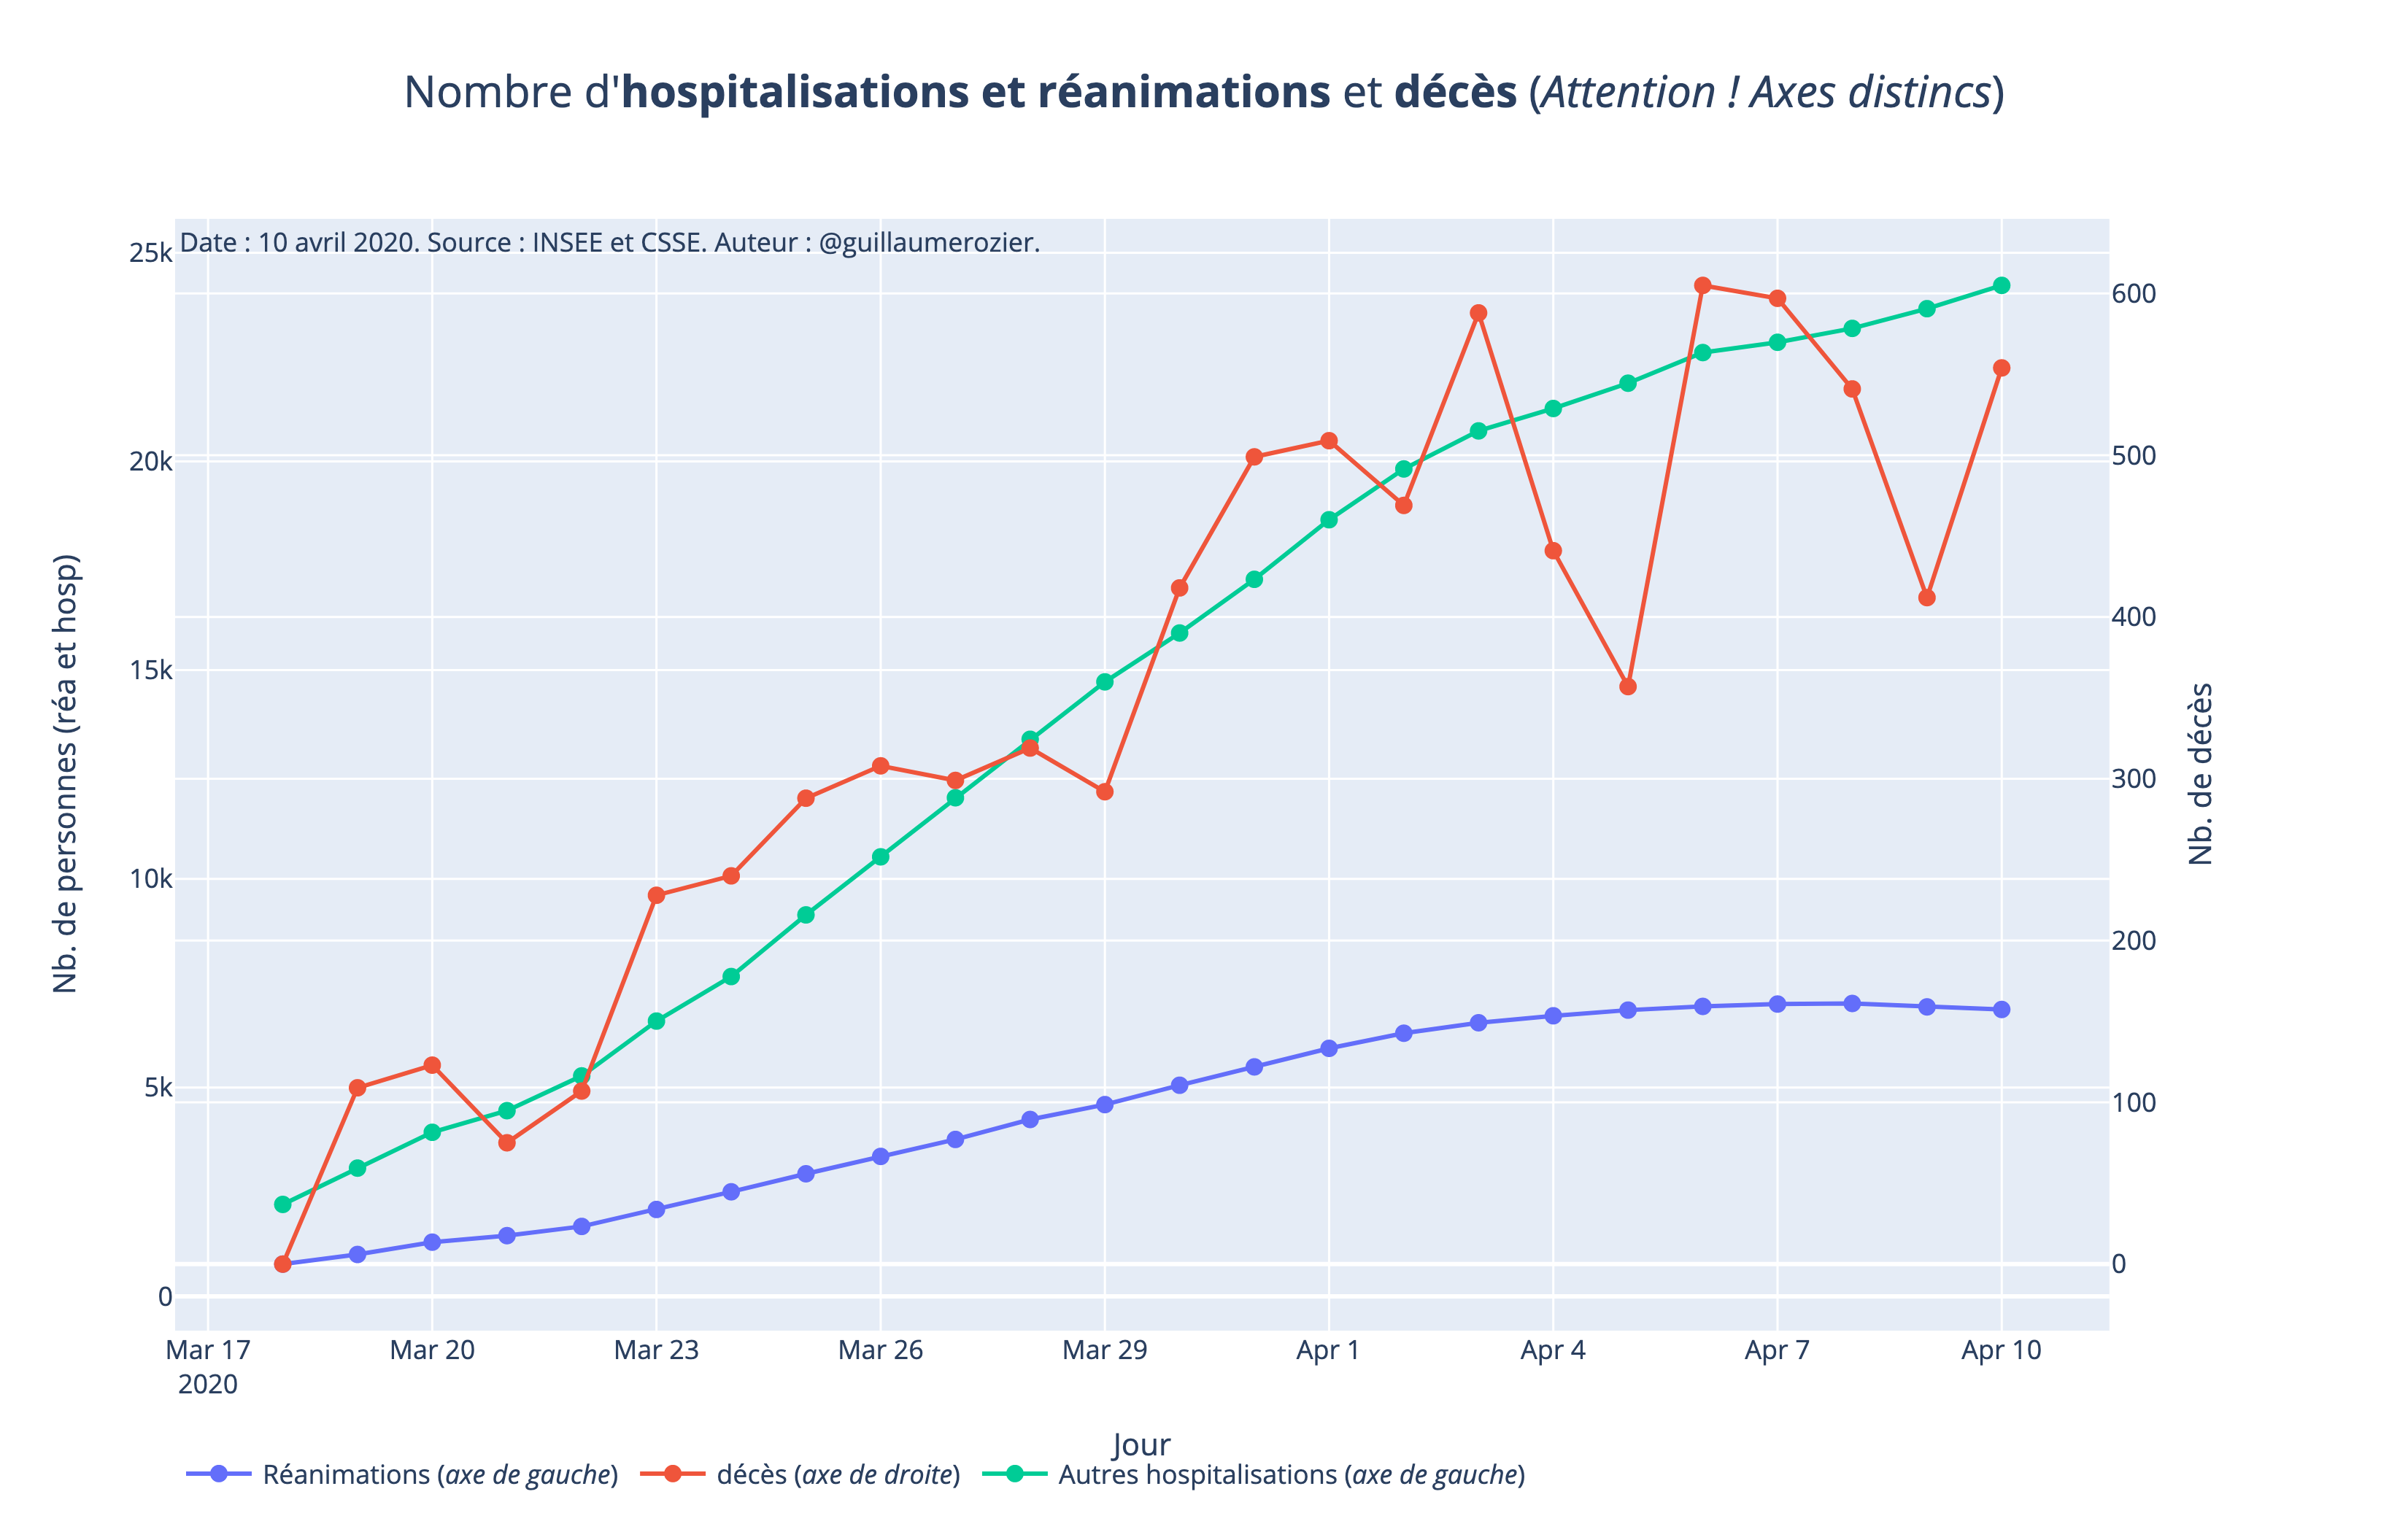 Nombre d'hospitalisations et réanimations et décès (Attention ! Axes distincs)
Date : 10 avril 2020. Source : INSEE et CSSE. Auteur : @guillaumerozier.
25k
20k
15k
10k
5k
0
Nb. de personnes (réa et hosp)
600
500
400
300
200
100
0
Nb. de décès
Mar 17
2020
Mar 20
Mar 23
Mar 26
Mar 29
Apr 1
Apr 4
Apr 7
Apr 10
Jour
Réanimations (axe de gauche)
décès (axe de droite)
Autres hospitalisations (axe de gauche)